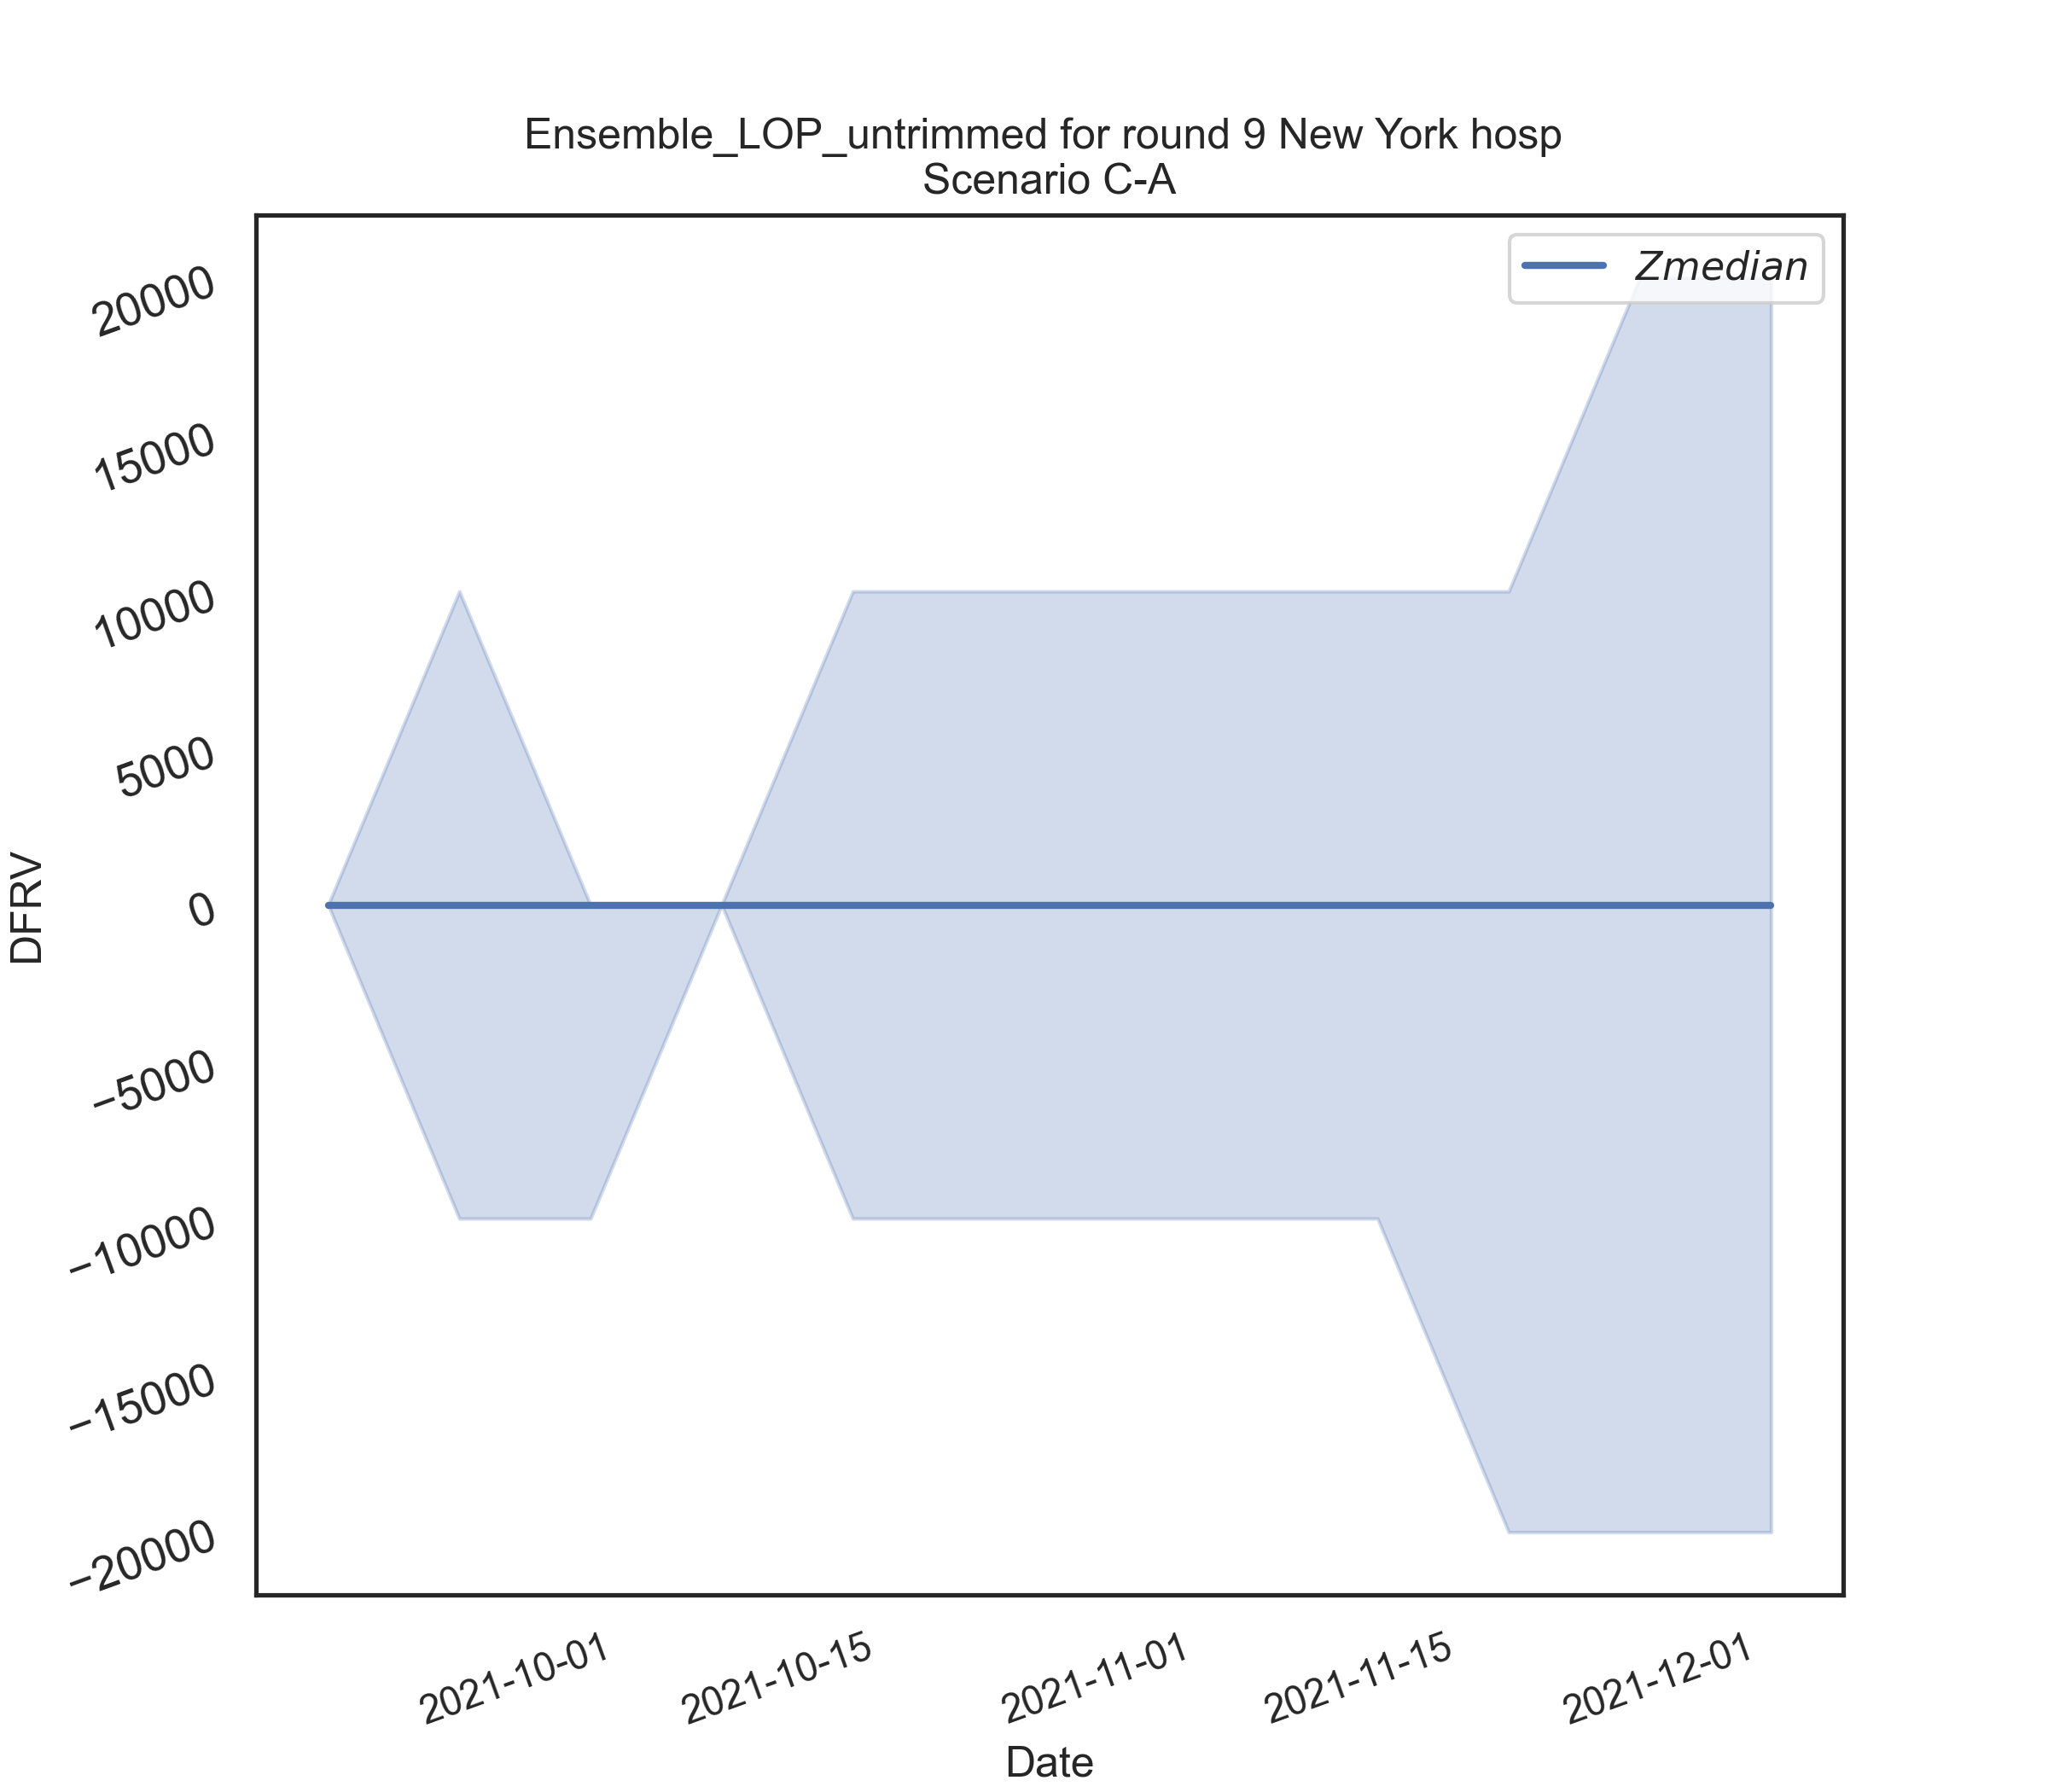 Ensemble_LOP_untrimmed for round 9 New York hosp
Scenario C-A
Zmedian
20000
15000
10000
5000
0
−5000
−10000
−15000
−20000
DFRV
2021-10-01
2021-10-15
2021-11-01
2021-11-15
2021-12-01
Date